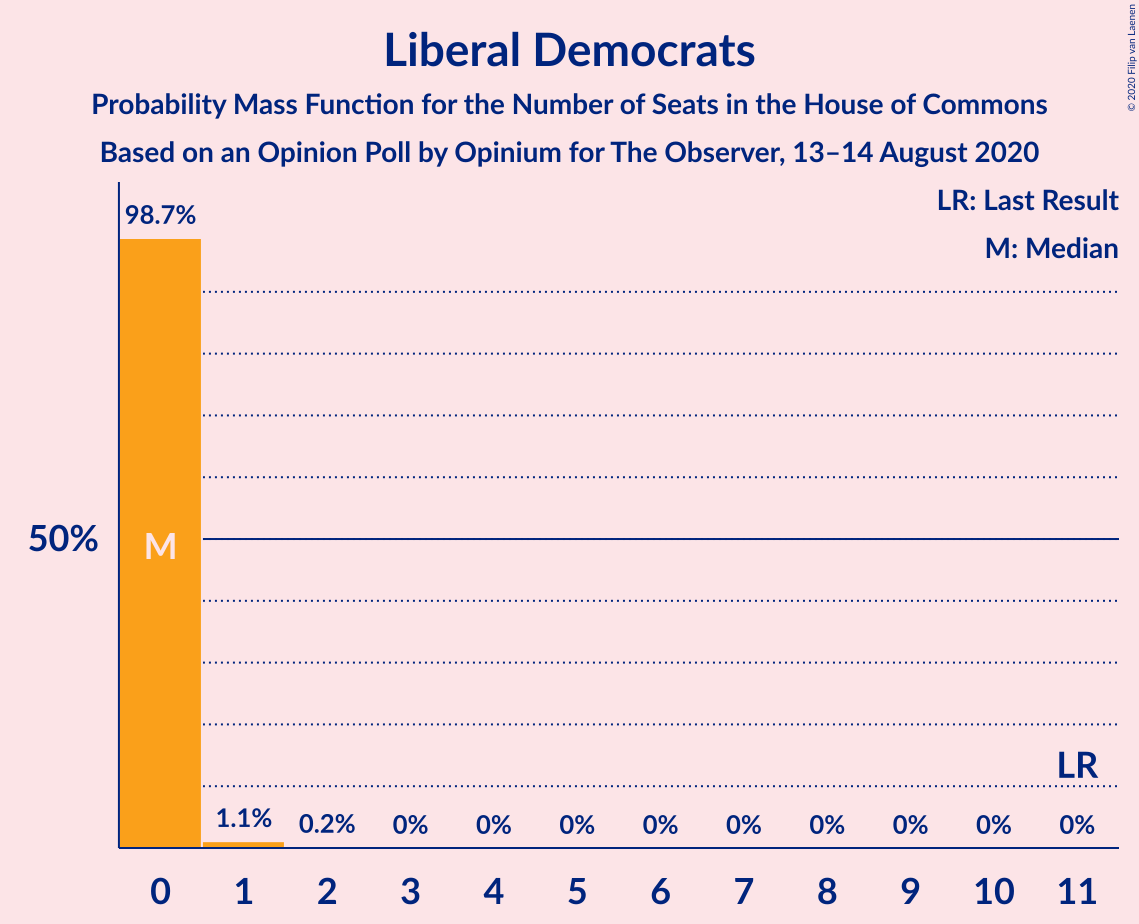 Liberal Democrats
Probability Mass Function for the Number of Seats in the House of Commons
Based on an Opinion Poll by Opinium for The Observer, 13–14 August 2020
© 2020 Filip van Laenen
LR: Last Result
M: Median
98.7%
50%
M
LR
1.1% 0.2% 0% 0% 0% 0% 0% 0% 0% 0% 0%
0 1 2 3 4 5 6 7 8 9 10 11